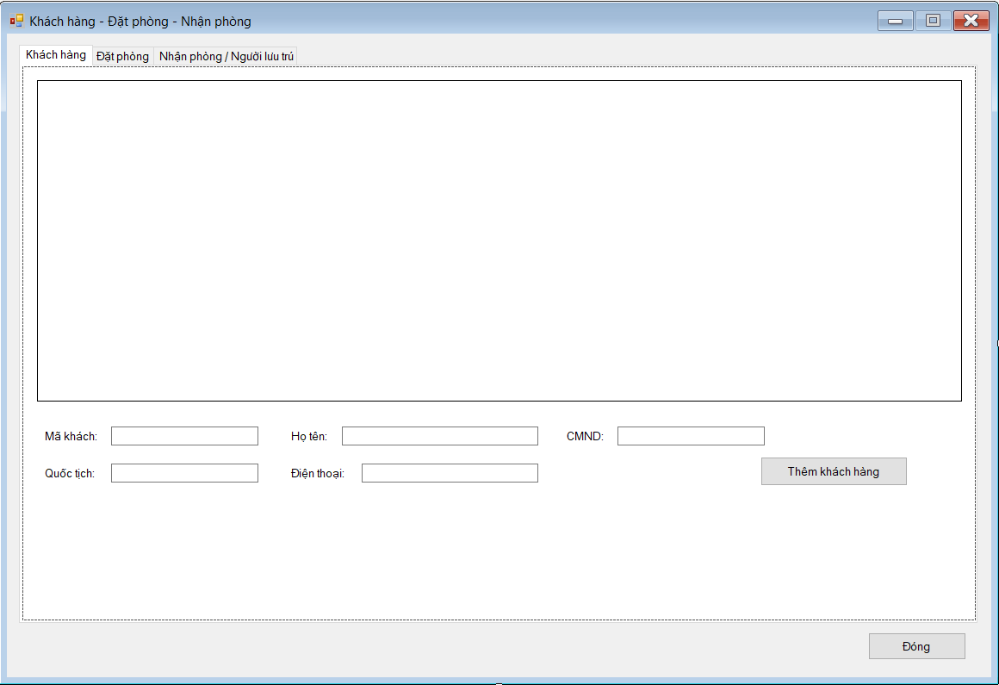 Khách hàng - Đặt phòng - Nhận phòng
Khách hàng Đặt phòng Nhận phòng / Người lưu trú
Mã khách: Họ tên: CMND:
Quốc tịch: Điện thoại: Thêm khách hàng
Đóng